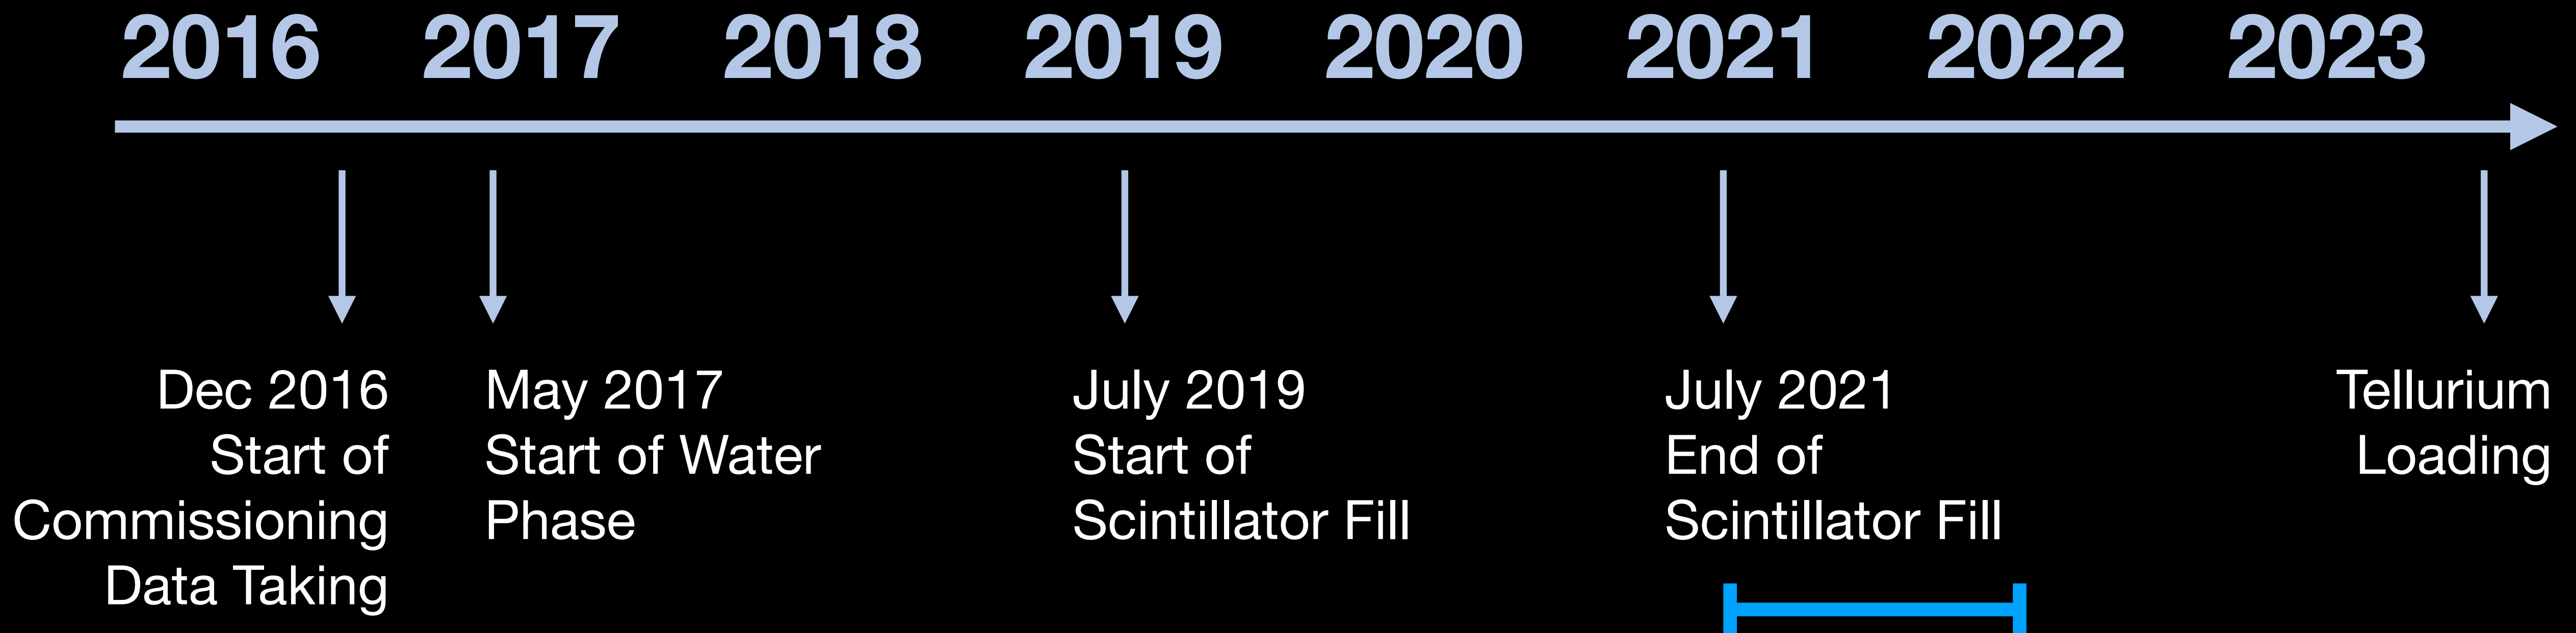 2016 2017 2018 2019 2020 2021 2022 2023
Dec 2016
Start of
Commissioning
Data Taking
May 2017
Start of Water
Phase
July 2019
Start of
Scintillator Fill
July 2021
End of
Scintillator Fill
Tellurium
Loading